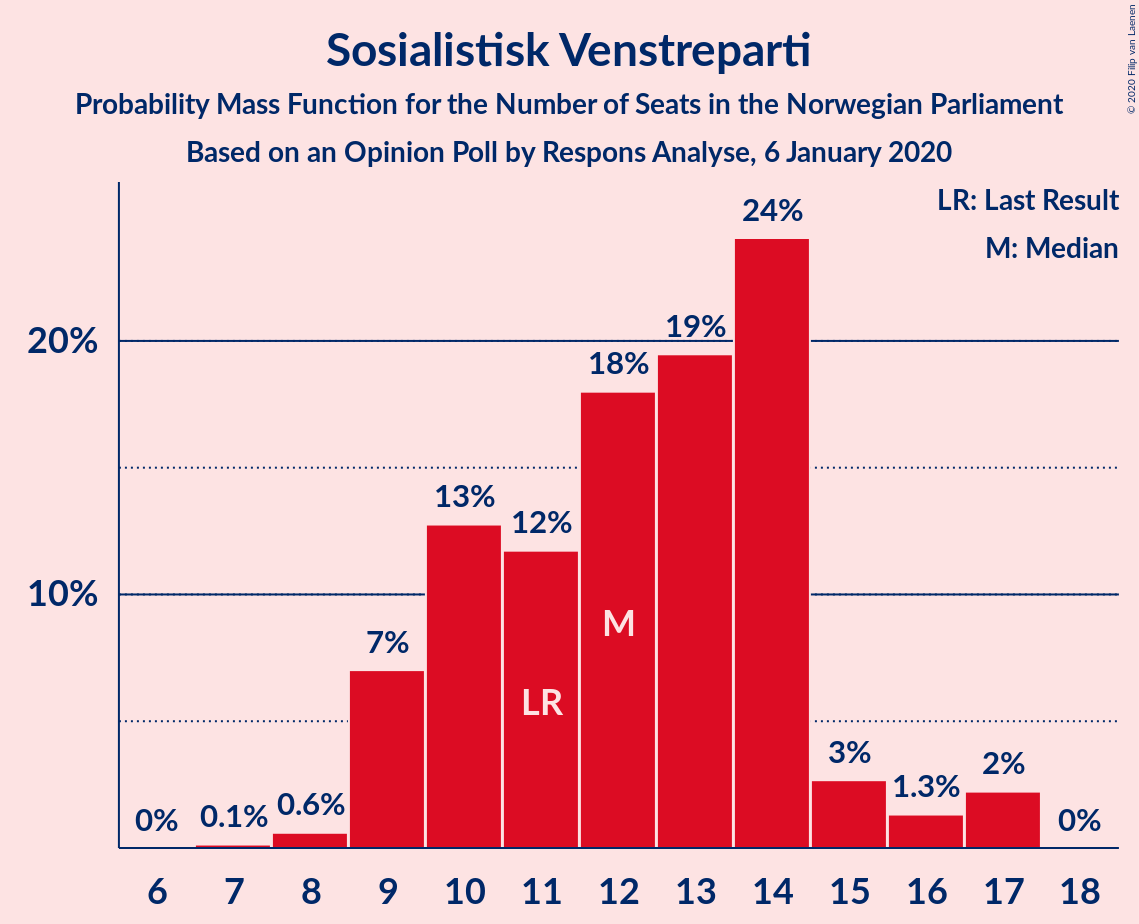 Sosialistisk Venstreparti
Probability Mass Function for the Number of Seats in the Norwegian Parliament
Based on an Opinion Poll by Respons Analyse, 6 January 2020
© 2020 Filip van Laenen
LR: Last Result
M: Median
20%
10%
0%
0.1%
0.6%
7%
13%
12%
18%
19%
24%
3%
1.3%
2%
0%
LR
M
6 7 8 9 10 11 12 13 14 15 16 17 18